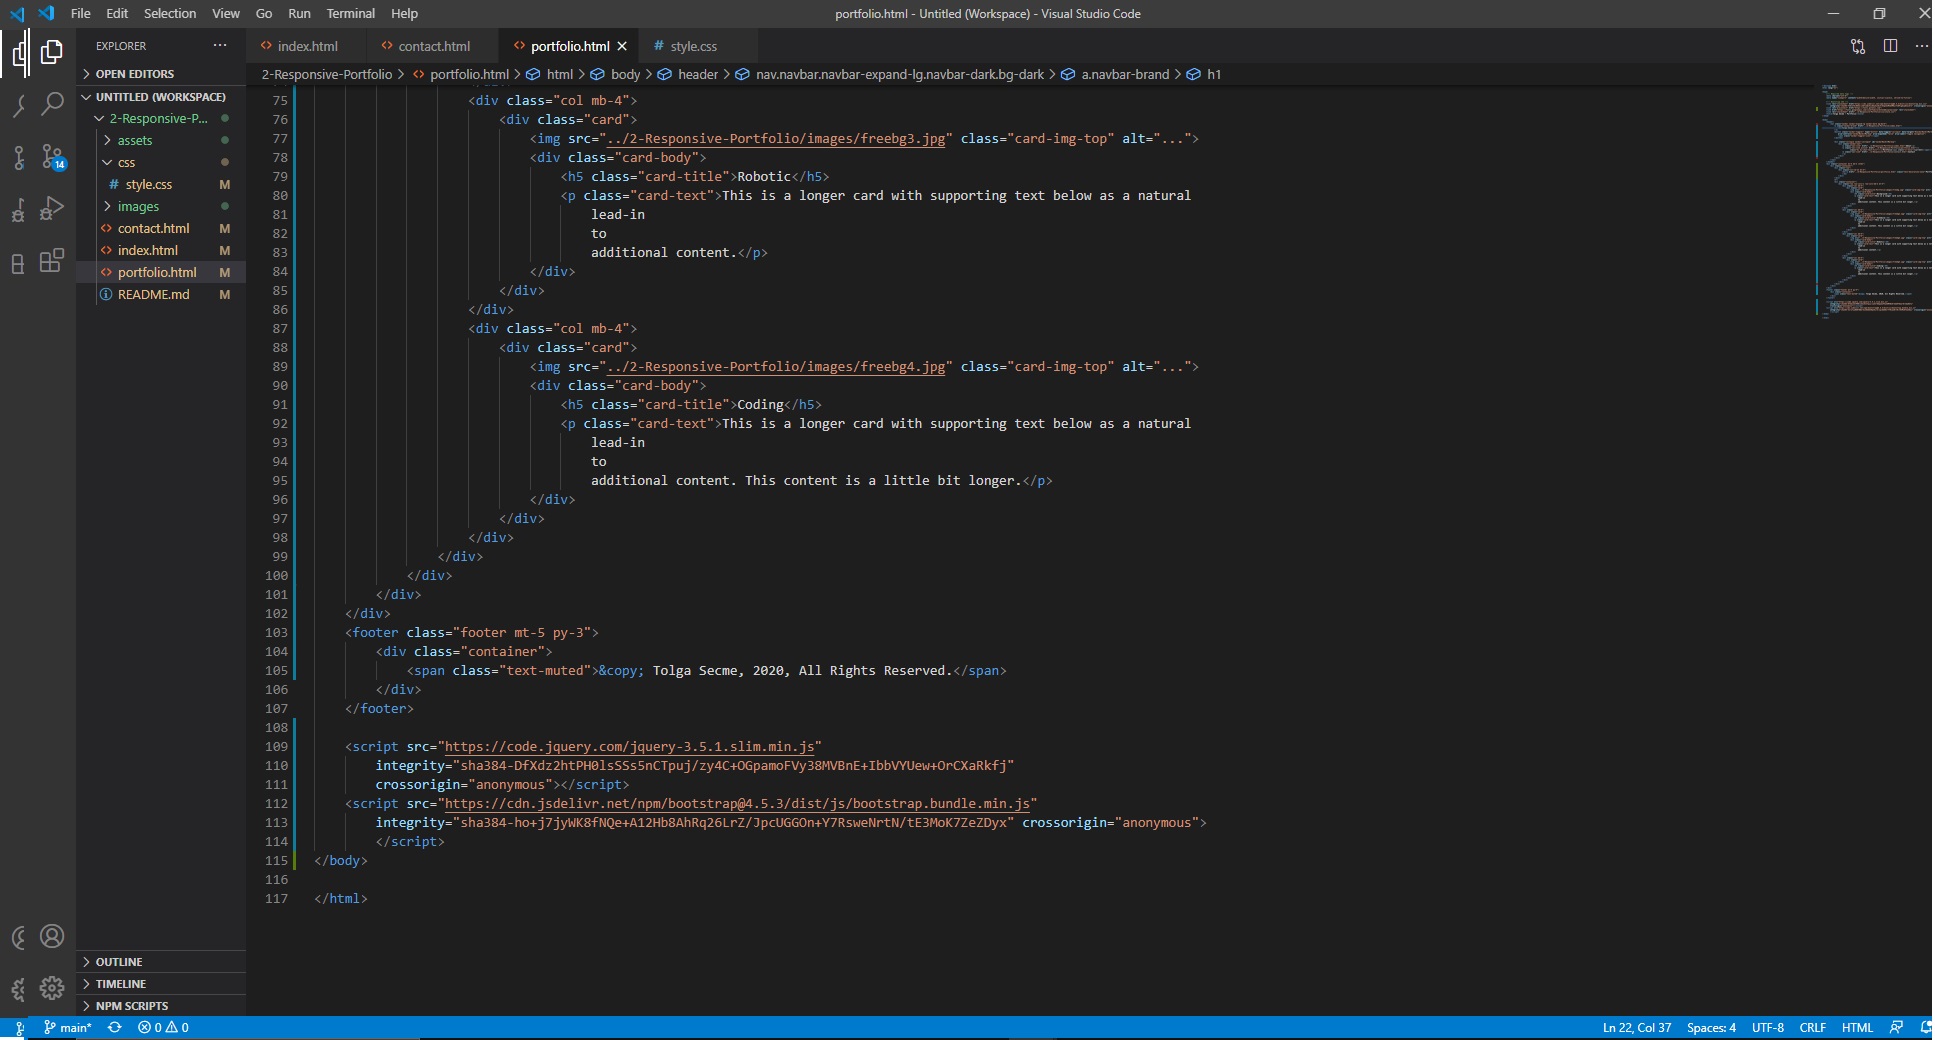 File Edit Selection View Go Run Terminal Help
portfolio.html - Untitled (Workspace) - Visual Studio Code
EXPLORER
OPEN EDITORS
UNTITLED (WORKSPACE)
2-Responsive-P...
assets
css
# style.css M
images
<> contact.html M
<> index.html M
<> portfolio.html M
README.md M
14
OUTLINE
TIMELINE
NPM SCRIPTS
<> index.html <> contact.html <> portfolio.html # style.css
2-Responsive-Portfolio > <> portfolio.html > html > body > header > nav.navbar.navbar-expand-lg.navbar-dark.bg-dark > a.navbar-brand > h1
75 <div class="col mb-4">
76 <div class="card">
77 <img src="../2-Responsive-Portfolio/images/freebg3.jpg" class="card-img-top" alt="...">
78 <div class="card-body">
79 <h5 class="card-title">Robotic</h5>
80 <p class="card-text">This is a longer card with supporting text below as a natural
81 lead-in
82 to
83 additional content.</p>
84 </div>
85 </div>
86 </div>
87 <div class="col mb-4">
88 <div class="card">
89 <img src="../2-Responsive-Portfolio/images/freebg4.jpg" class="card-img-top" alt="...">
90 <div class="card-body">
91 <h5 class="card-title">Coding</h5>
92 <p class="card-text">This is a longer card with supporting text below as a natural
93 lead-in
94 to
95 additional content. This content is a little bit longer.</p>
96 </div>
97 </div>
98 </div>
99 </div>
100 </div>
101 </div>
102 </div>
103 <footer class="footer mt-5 py-3">
104 <div class="container">
105 <span class="text-muted">&copy; Tolga Secme, 2020, All Rights Reserved.</span>
106 </div>
107 </footer>
108
109 <script src="https://code.jquery.com/jquery-3.5.1.slim.min.js"
110 integrity="sha384-DfXdz2htPH0lsSSs5nCTpuj/zy4C+OGpamoFVy38MVBnE+IbbVYUew+OrCXaRkfj"
111 crossorigin="anonymous"></script>
112 <script src="https://cdn.jsdelivr.net/npm/bootstrap@4.5.3/dist/js/bootstrap.bundle.min.js"
113 integrity="sha384-ho+j7jyWK8fNQe+A12Hb8AhRq26LrZ/JpcUGGOn+Y7RsweNrtN/tE3MoK7ZeZDyx" crossorigin="anonymous">
114 </script>
115 </body>
116
117 </html>
main* 0 0
Ln 22, Col 37 Spaces: 4 UTF-8 CRLF HTML